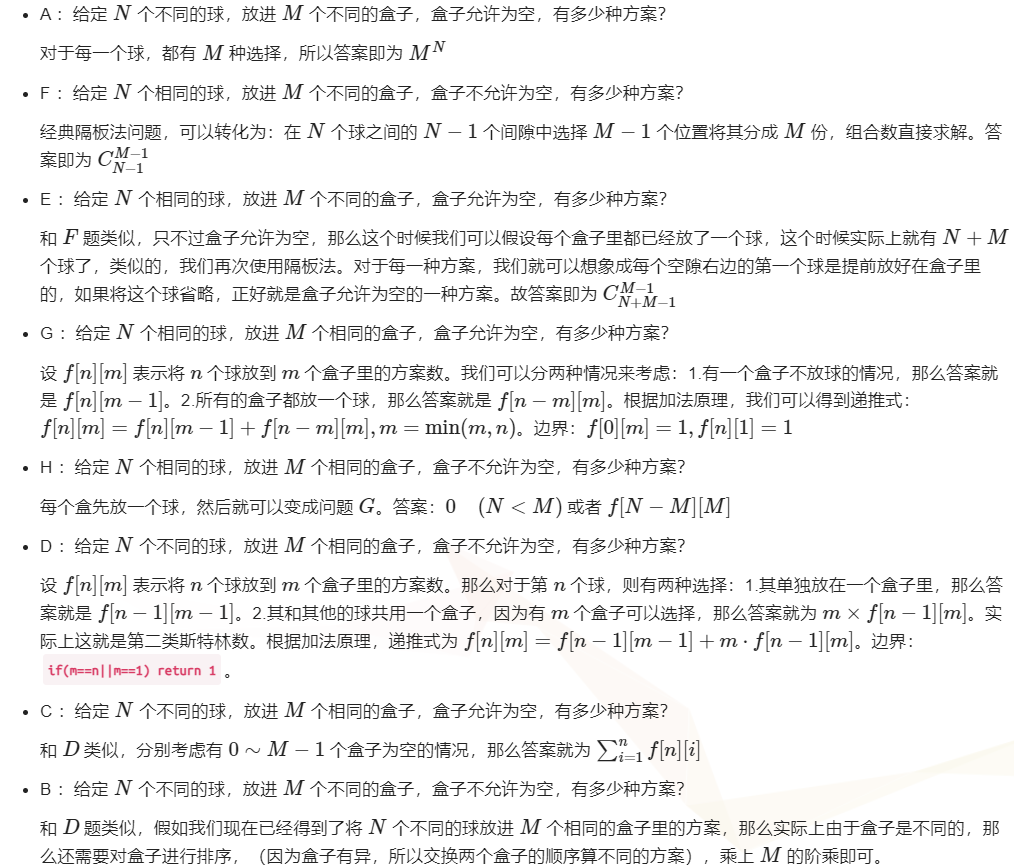 • A ：给定 N 个不同的球，放进 M 个不同的盒子，盒子允许为空，有多少种方案？
对于每一个球，都有 M 种选择，所以答案即为 M^N
• F ：给定 N 个相同的球，放进 M 个不同的盒子，盒子不允许为空，有多少种方案？
经典隔板法问题，可以转化为：在 N 个球之间的 N − 1 个间隙中选择 M − 1 个位置将其分成 M 份，组合数直接求解。答
案即为 C_{N−1}^{M−1}
• E ：给定 N 个相同的球，放进 M 个不同的盒子，盒子允许为空，有多少种方案？
和 F 题类似，只不过盒子允许为空，那么这个时候我们可以假设每个盒子里都已经放了一个球，这个时候实际上就有 N + M
个球了，类似的，我们再次使用隔板法。对于每一种方案，我们就可以想象成每个空隙右边的第一个球是提前放好在盒子里
的，如果将这个球省略，正好就是盒子允许为空的一种方案。故答案即为 C_{N+M−1}^{M−1}
• G ：给定 N 个相同的球，放进 M 个相同的盒子，盒子允许为空，有多少种方案？
设 f[n][m] 表示将 n 个球放到 m 个盒子里的方案数。我们可以分两种情况来考虑：1.有一个盒子不放球的情况，那么答案就
是 f[n][m − 1]。2.所有的盒子都放一个球，那么答案就是 f[n − m][m]。根据加法原理，我们可以得到递推式：
f[n][m] = f[n][m − 1] + f[n − m][m], m = min(m, n)。边界：f[0][m] = 1, f[n][1] = 1
• H ：给定 N 个相同的球，放进 M 个相同的盒子，盒子不允许为空，有多少种方案？
每个盒先放一个球，然后就可以变成问题 G。答案：0 (N < M) 或者 f[N − M][M]
• D ：给定 N 个不同的球，放进 M 个相同的盒子，盒子不允许为空，有多少种方案？
设 f[n][m] 表示将 n 个球放到 m 个盒子里的方案数。那么对于第 n 个球，则有两种选择：1.其单独放在一个盒子里，那么答
案就是 f[n − 1][m − 1]。2.其和其他的球共用一个盒子，因为有 m 个盒子可以选择，那么答案就为 m × f[n − 1][m]。实
际上这就是第二类斯特林数。根据加法原理，递推式为 f[n][m] = f[n − 1][m − 1] + m · f[n − 1][m]。边界：
if(m==n||m==1) return 1 。
• C ：给定 N 个不同的球，放进 M 个相同的盒子，盒子允许为空，有多少种方案？
和 D 类似，分别考虑有 0 ∼ M − 1 个盒子为空的情况，那么答案就为 ∑_{i=1}^{n} f[n][i]
• B ：给定 N 个不同的球，放进 M 个不同的盒子，盒子不允许为空，有多少种方案？
和 D 题类似，假如我们现在已经得到了将 N 个不同的球放进 M 个相同的盒子里的方案，那么实际上由于盒子是不同的，那
么还需要对盒子进行排序，（因为盒子有异，所以交换两个盒子的顺序算不同的方案），乘上 M 的阶乘即可。